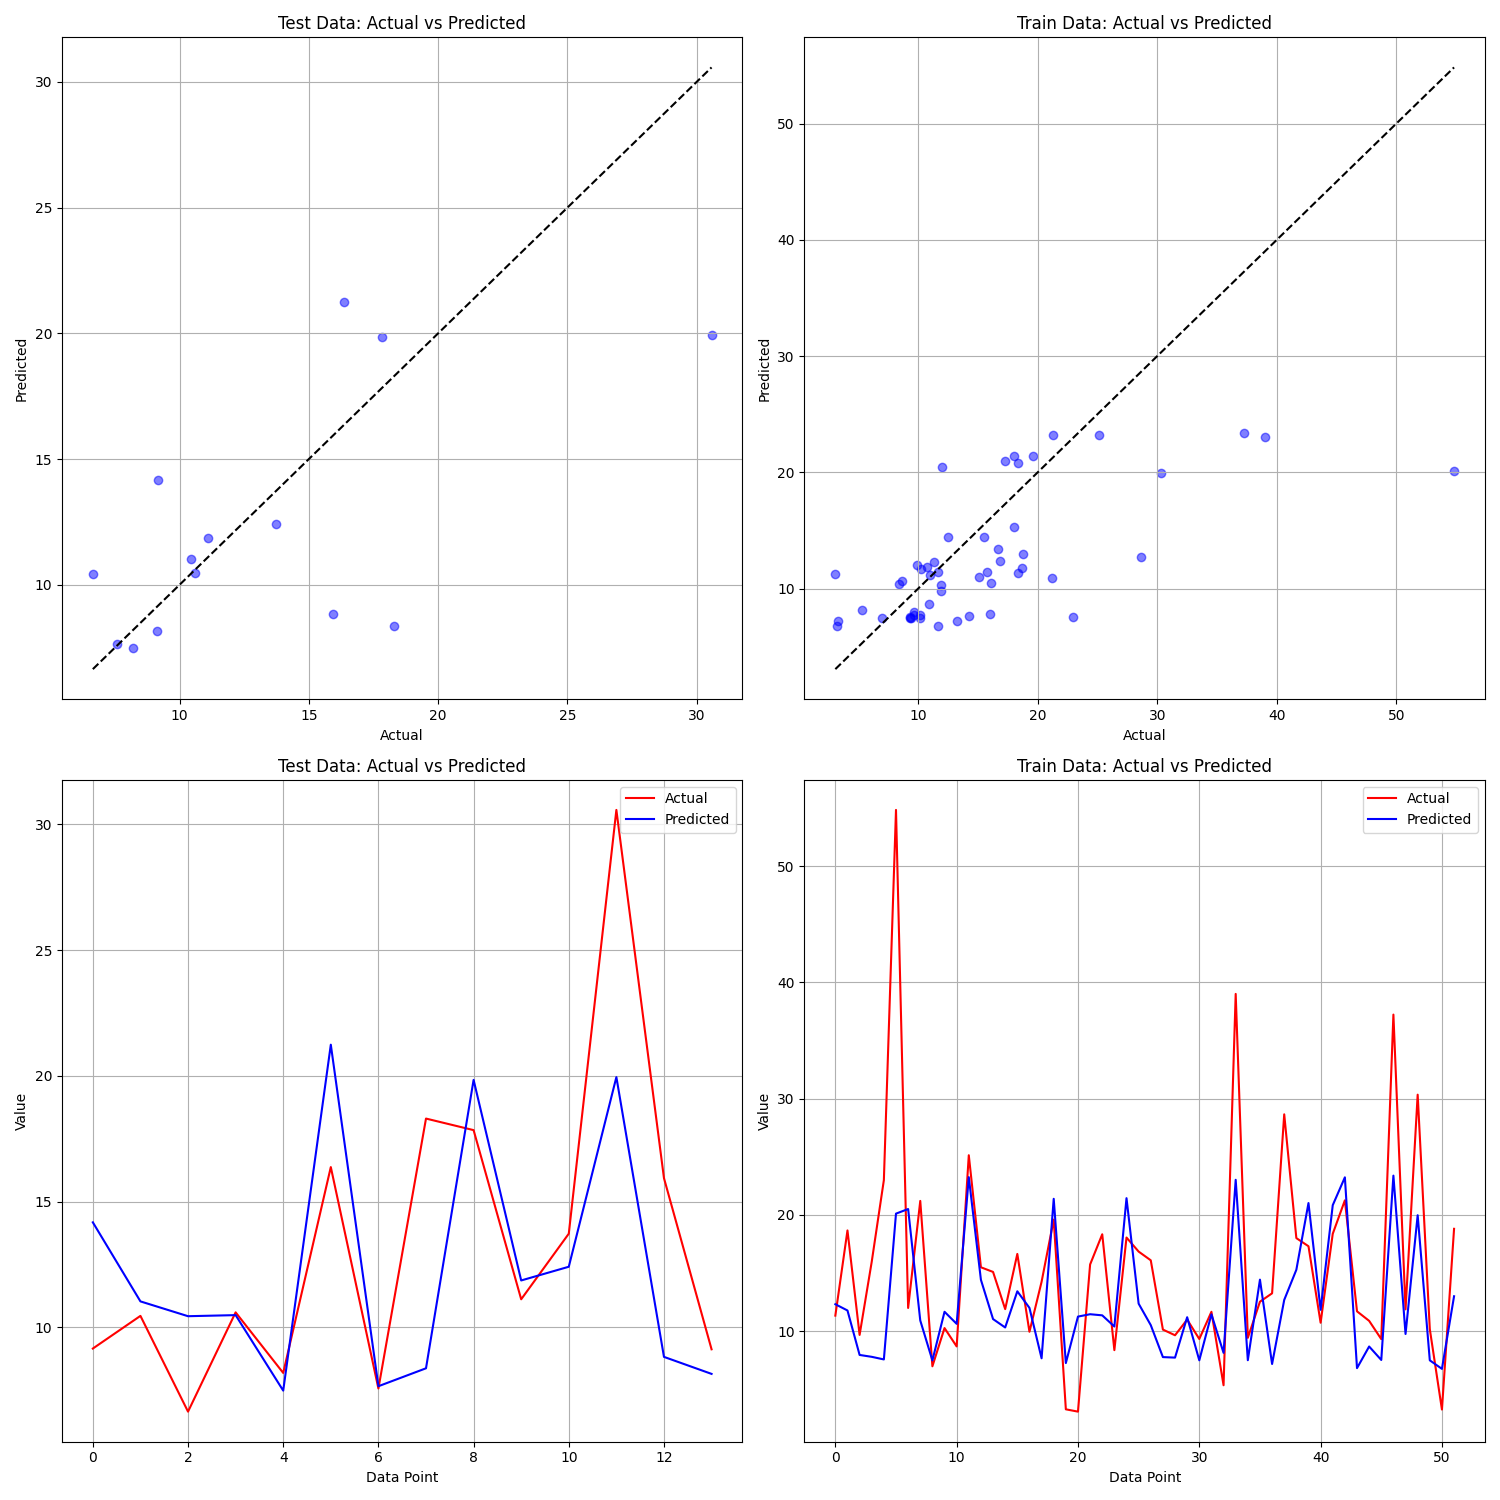 Test Data: Actual vs Predicted
30
25
20
15
10
Predicted
10 15 20 25 30
Actual
Train Data: Actual vs Predicted
50
40
30
20
10
Predicted
10 20 30 40 50
Actual
Test Data: Actual vs Predicted
Actual
Predicted
30
25
20
15
10
Value
0 2 4 6 8 10 12
Data Point
Train Data: Actual vs Predicted
Actual
Predicted
50
40
30
20
10
Value
0 10 20 30 40 50
Data Point